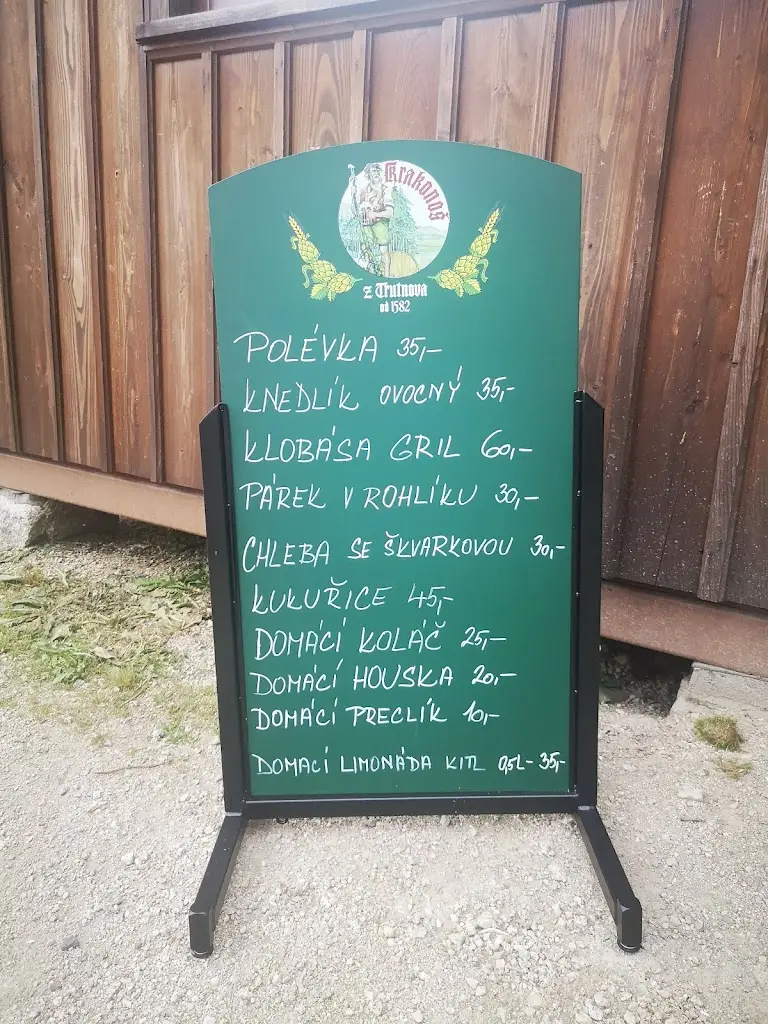 Krakonoš
z Trutnova
od 1582
POLÉVKA 35,-
KNEDLÍK OVOCNÝ 35,-
KLOBÁSA GRIL 60,-
PÁREK V ROHLÍKU 30,-
CHLEBA SE ŠKVARKOVOU 30,-
KUKUŘICE 45,-
DOMÁCÍ KOLÁČ 25,-
DOMÁCÍ HOUSKA 20,-
DOMÁCÍ PRECLÍK 10,-
DOMACÍ LIMONÁDA KITL 0,5L - 35,-